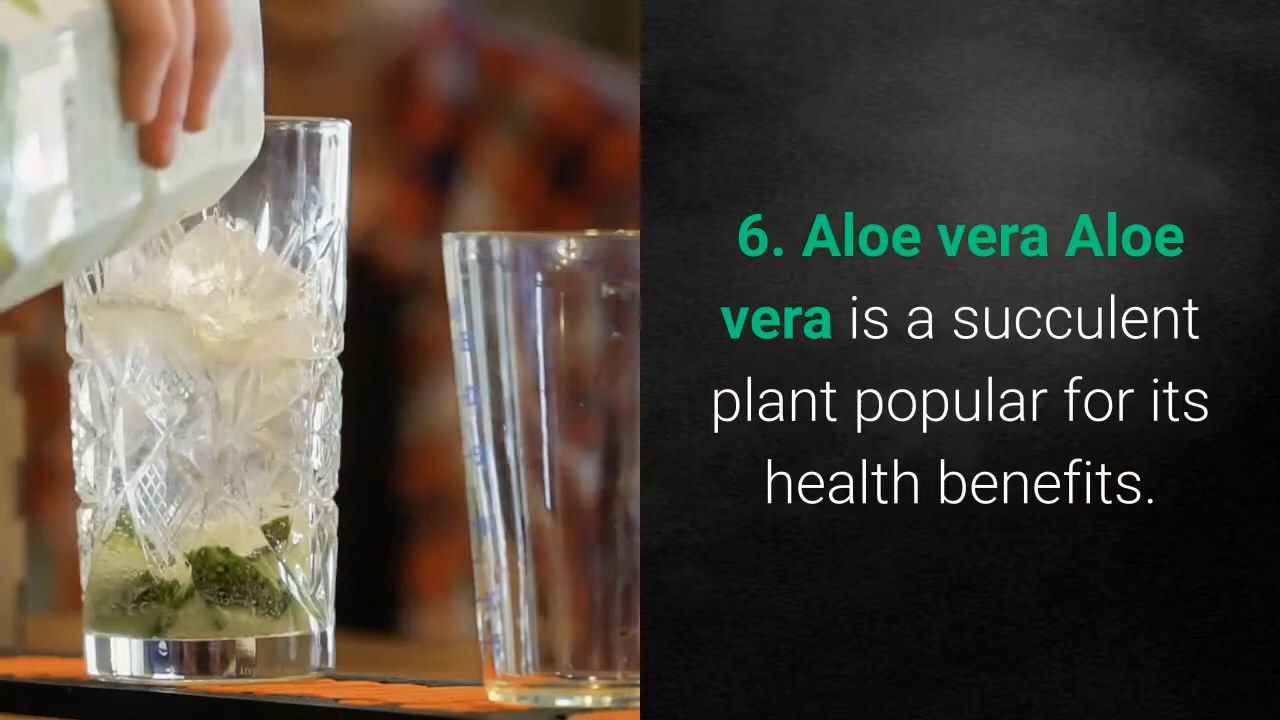 6. Aloe vera Aloe
vera is a succulent
plant popular for its
health benefits.